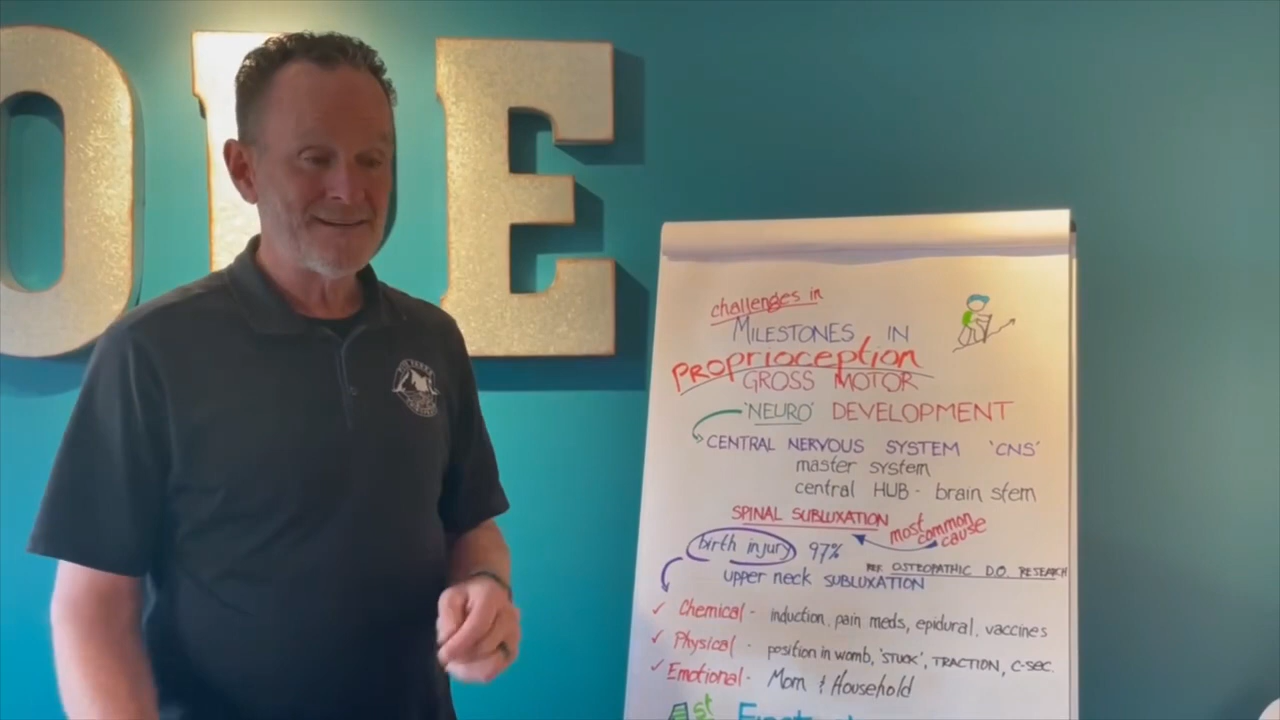 O E
challenges in
MILESTONES IN
PROPRIOCEPTION
GROSS MOTOR
'NEURO' DEVELOPMENT
CENTRAL NERVOUS SYSTEM 'CNS'
master system
central HUB - brain stem
SPINAL SUBLUXATION most common cause
birth injury 97%
REF. OSTEOPATHIC D.O. RESEARCH
upper neck SUBLUXATION
✓ Chemical - induction, pain meds, epidural, vaccines
✓ Physical - position in womb, 'STUCK', TRACTION, C-SEC.
✓ Emotional - Mom & Household
1st